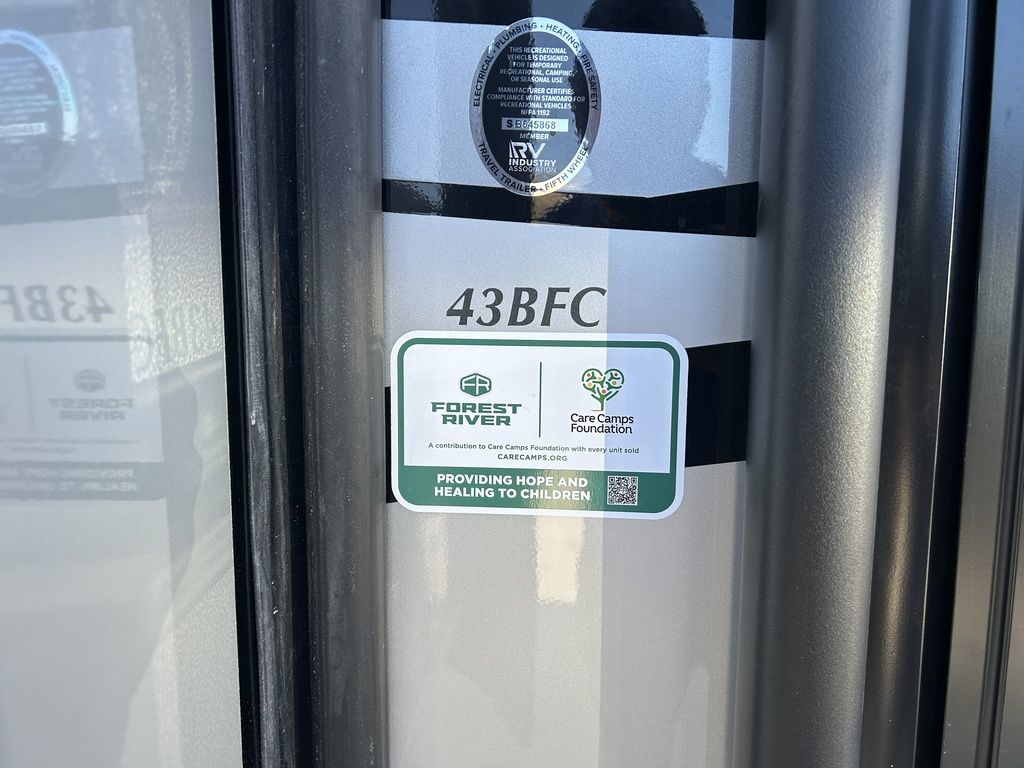 ELECTRICAL • PLUMBING • HEATING • FIRE SAFETY
THIS RECREATIONAL
VEHICLE IS DESIGNED
FOR TEMPORARY
RECREATIONAL, CAMPING,
OR SEASONAL USE
MANUFACTURER CERTIFIES
COMPLIANCE WITH STANDARD FOR
RECREATIONAL VEHICLES
NFPA 1192
MEMBER
RV
INDUSTRY
ASSOCIATION
TRAVEL TRAILER • FIFTH WHEEL
43BFC
FR
FOREST
RIVER
Care Camps
Foundation
A contribution to Care Camps Foundation with every unit sold
CARECAMPS.ORG
PROVIDING HOPE AND
HEALING TO CHILDREN